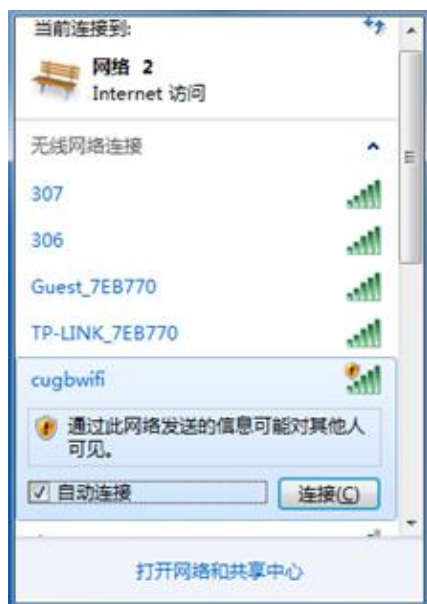 当前连接到:
网络 2
Internet 访问
无线网络连接
307
306
Guest_7EB770
TP-LINK_7EB770
cugbwifi
通过此网络发送的信息可能对其他人
可见。
自动连接
连接(C)
打开网络和共享中心